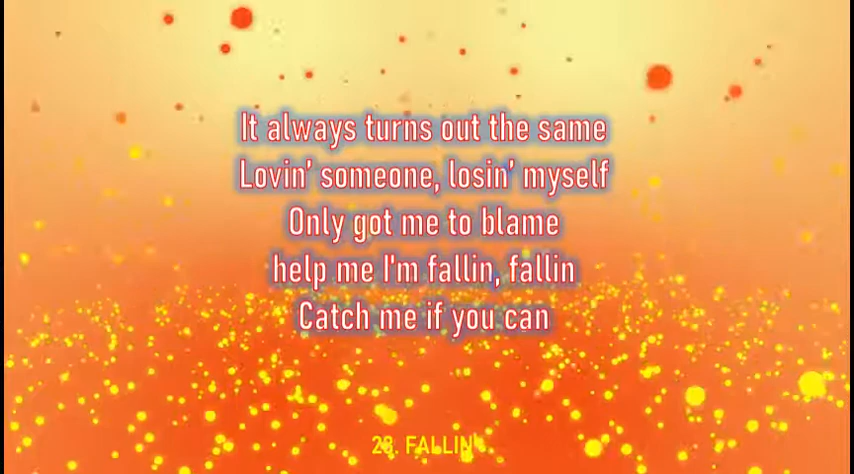 It always turns out the same
Lovin' someone, losin' myself
Only got me to blame
help me I'm fallin, fallin
Catch me if you can
23. FALLIN